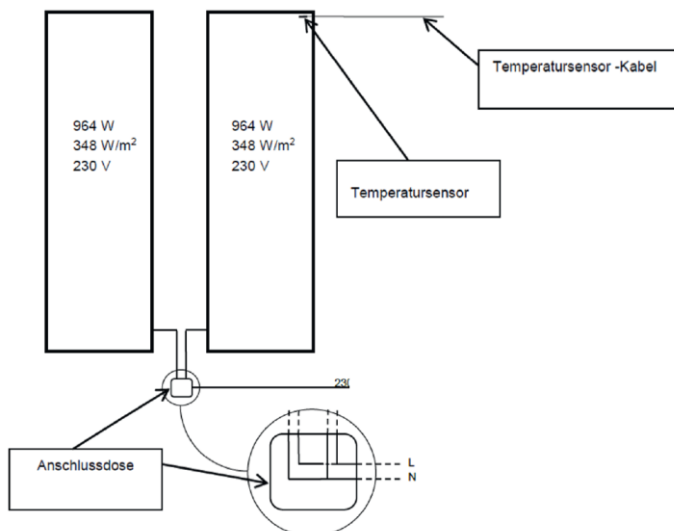 964 W
348 W/m²
230 V
964 W
348 W/m²
230 V
Temperatursensor -Kabel
Temperatursensor
Anschlussdose
L
N